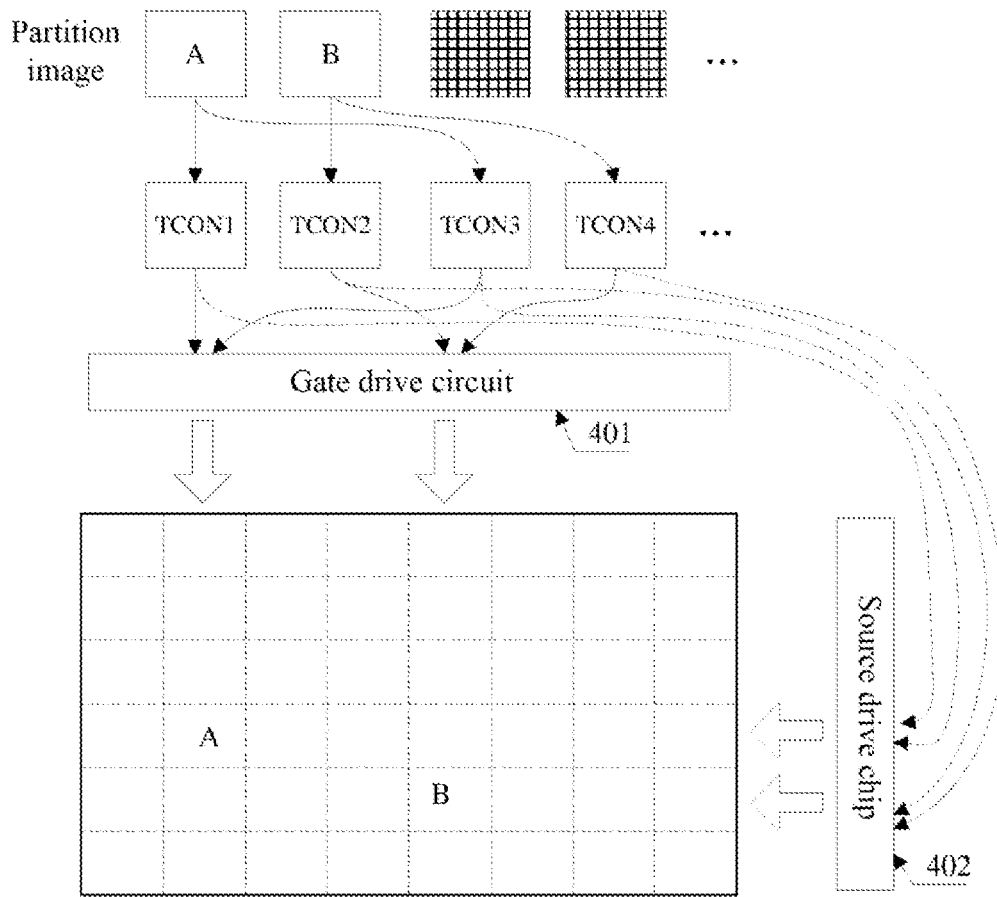 Partition
image
A
B
...
TCON1
TCON2
TCON3
TCON4
...
Gate drive circuit
401
A
B
Source drive chip
402